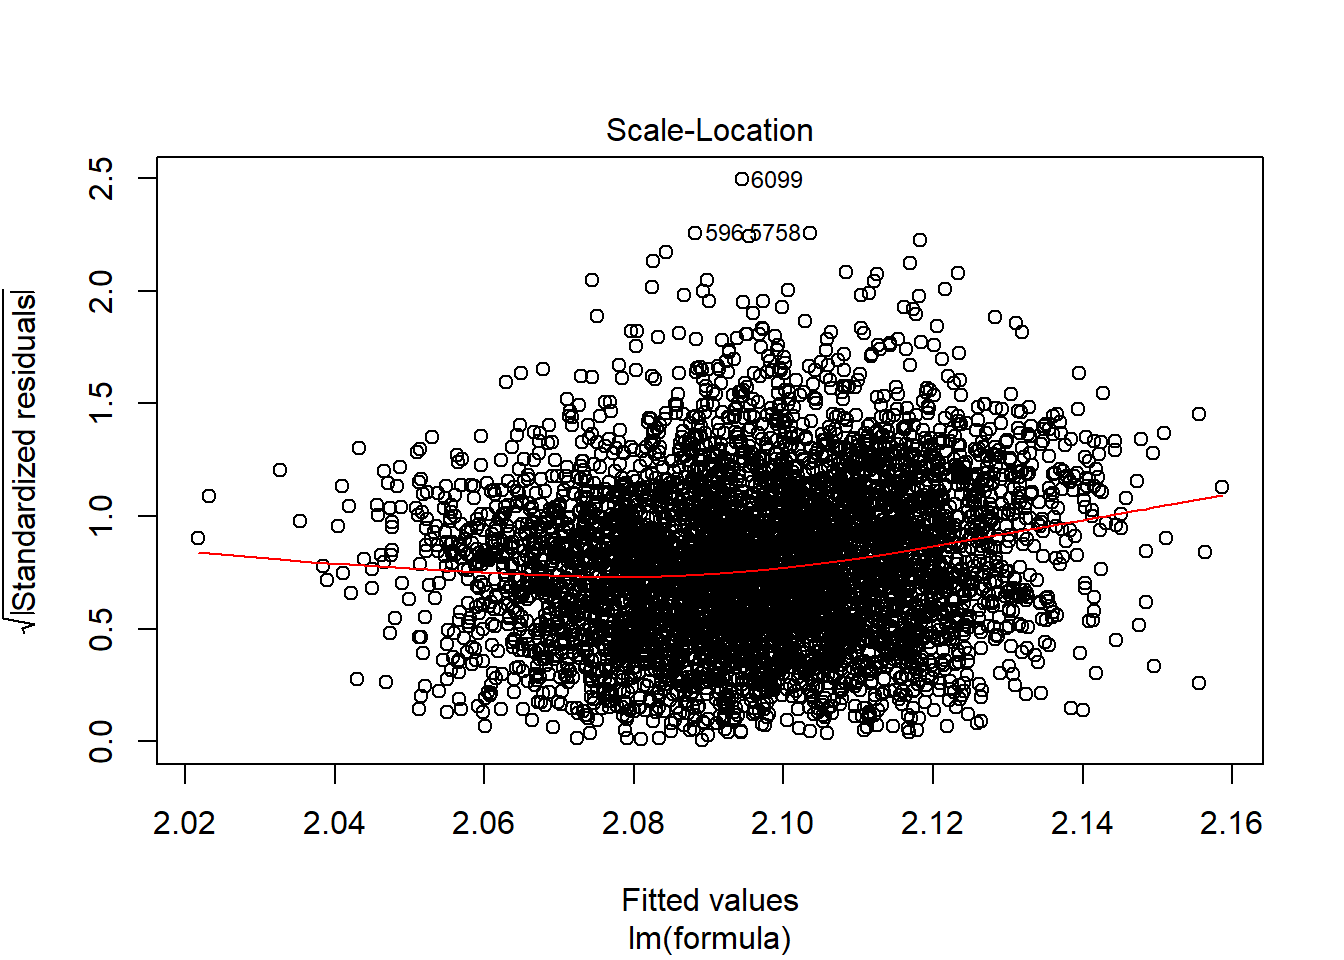 Scale-Location
√|Standardized residuals|
2.5
2.0
1.5
1.0
0.5
0.0
6099
596 5758
2.02 2.04 2.06 2.08 2.10 2.12 2.14 2.16
Fitted values
lm(formula)